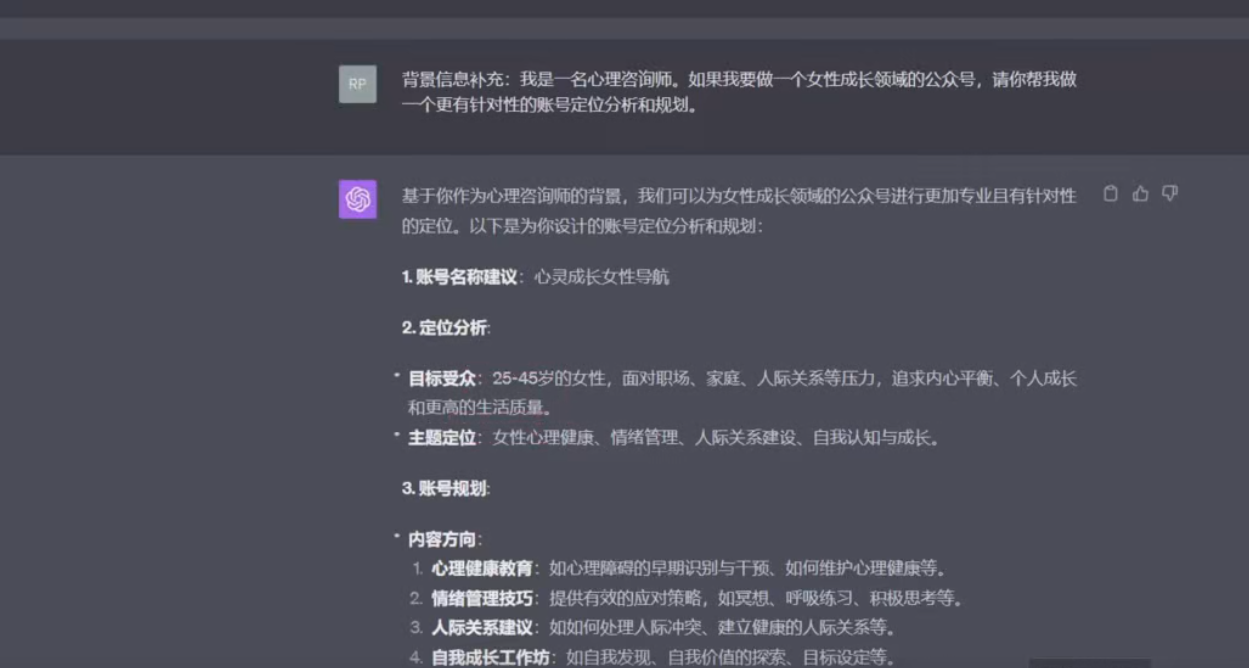 RP
背景信息补充：我是一名心理咨询师。如果我要做一个女性成长领域的公众号，请你帮我做
一个更有针对性的账号定位分析和规划。
基于你作为心理咨询师的背景，我们可以为女性成长领域的公众号进行更加专业且有针对性
的定位。以下是为你设计的账号定位分析和规划：
1. 账号名称建议：心灵成长女性导航
2. 定位分析:
· 目标受众：25-45岁的女性，面对职场、家庭、人际关系等压力，追求内心平衡、个人成长
和更高的生活质量。
· 主题定位：女性心理健康、情绪管理、人际关系建设、自我认知与成长。
3. 账号规划:
· 内容方向:
1. 心理健康教育：如心理障碍的早期识别与干预、如何维护心理健康等。
2. 情绪管理技巧：提供有效的应对策略，如冥想、呼吸练习、积极思考等。
3. 人际关系建议：如如何处理人际冲突、建立健康的人际关系等。
4. 自我成长工作坊：如自我发现、自我价值的探索、目标设定等。